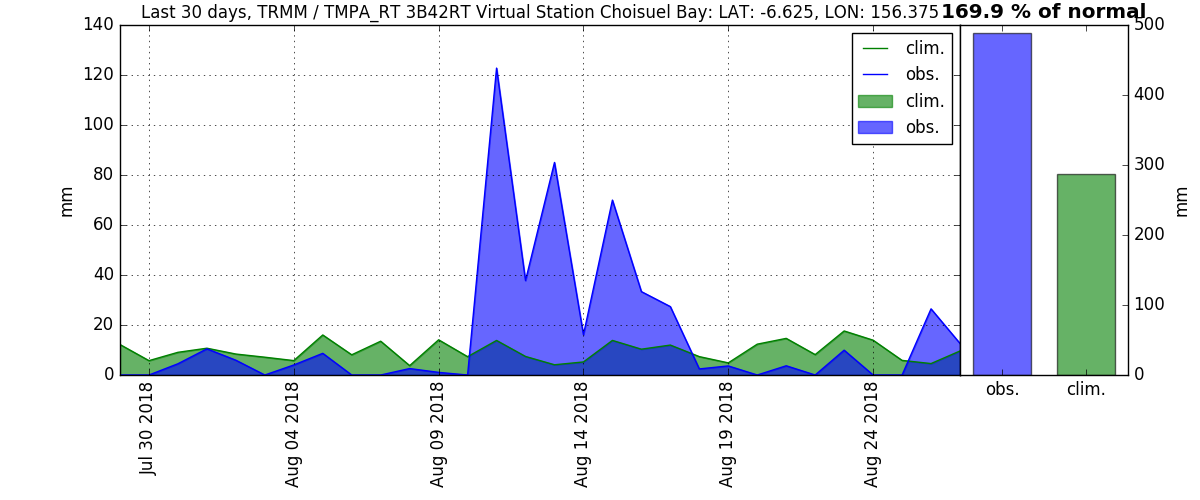 Last 30 days, TRMM / TMPA_RT 3B42RT Virtual Station Choisuel Bay: LAT: -6.625, LON: 156.375
169.9 % of normal
140
120
100
80
60
40
20
0
mm
clim.
obs.
clim.
obs.
Jul 30 2018
Aug 04 2018
Aug 09 2018
Aug 14 2018
Aug 19 2018
Aug 24 2018
500
400
300
200
100
0
mm
obs.
clim.